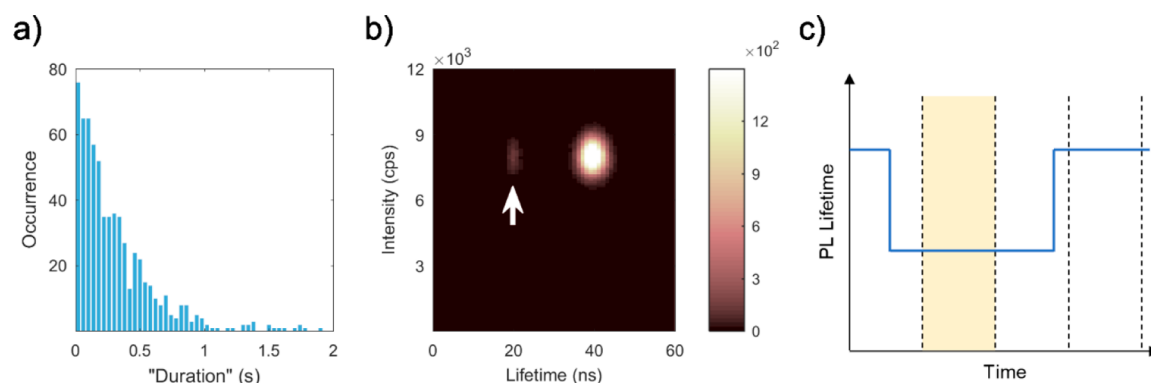 a)
b)
c)
80
60
40
20
Occurrence
0
0.5
1
1.5
2
"Duration" (s)
×10³
12
9
6
3
Intensity (cps)
0
20
40
60
Lifetime (ns)
×10²
12
9
6
3
0
PL Lifetime
Time